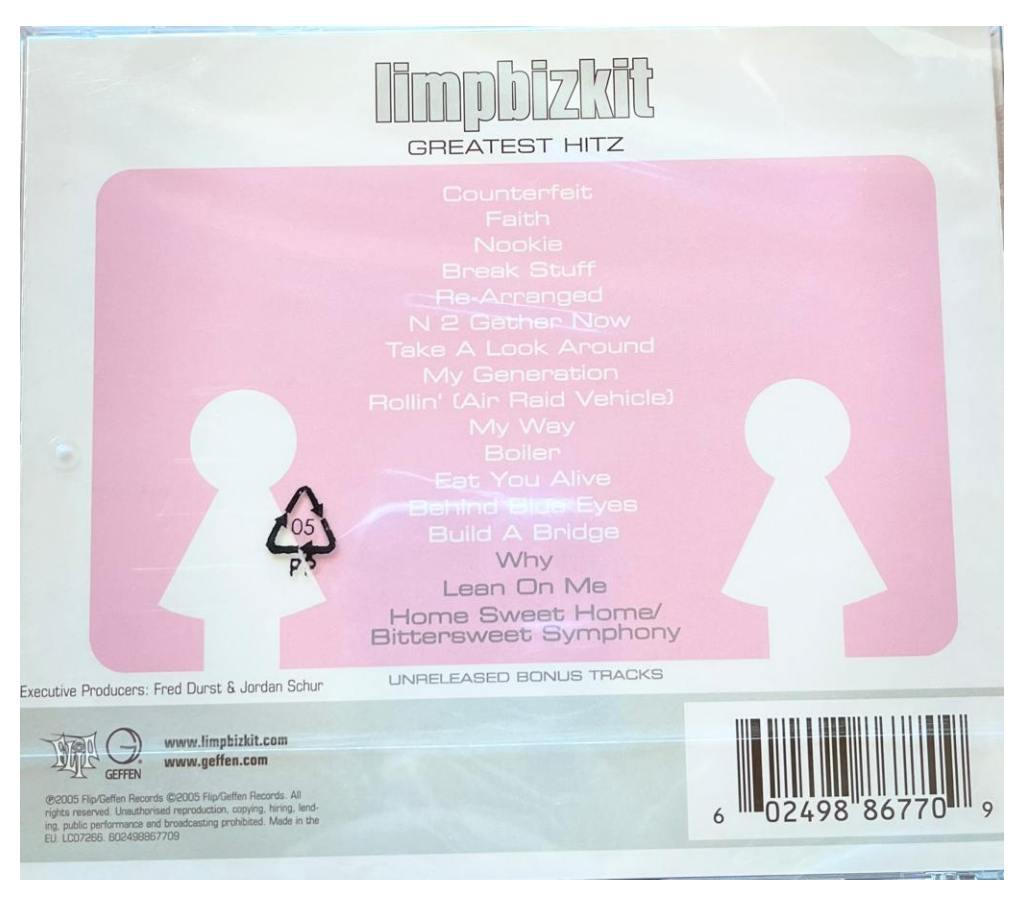 limpbizkit
GREATEST HITZ
Counterfeit
Faith
Nookie
Break Stuff
Re-Arranged
N 2 Gether Now
Take A Look Around
My Generation
Rollin' (Air Raid Vehicle)
My Way
Boiler
Eat You Alive
Behind Blue Eyes
Build A Bridge
Why
Lean On Me
Home Sweet Home/
Bittersweet Symphony
UNRELEASED BONUS TRACKS
05
Executive Producers: Fred Durst & Jordan Schur
FLIP
GEFFEN
www.limpbizkit.com
www.geffen.com
℗2005 Flip/Geffen Records ©2005 Flip/Geffen Records. All
rights reserved. Unauthorised reproduction, copying, hiring, lend-
ing, public performance and broadcasting prohibited. Made in the
EU. LC07266. 602498867709
6 02498 86770 9